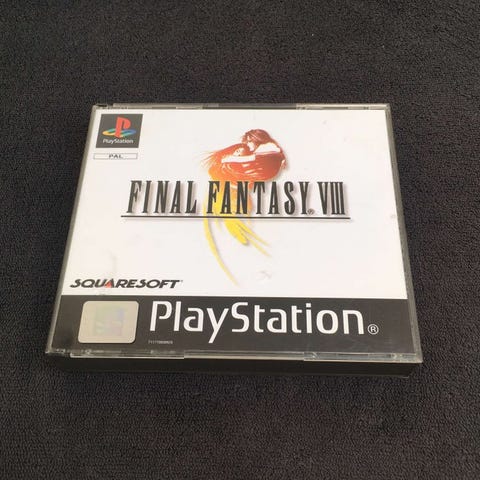 PlayStation
PAL
FINAL FANTASY® VIII
SQUARESOFT
PlayStation®